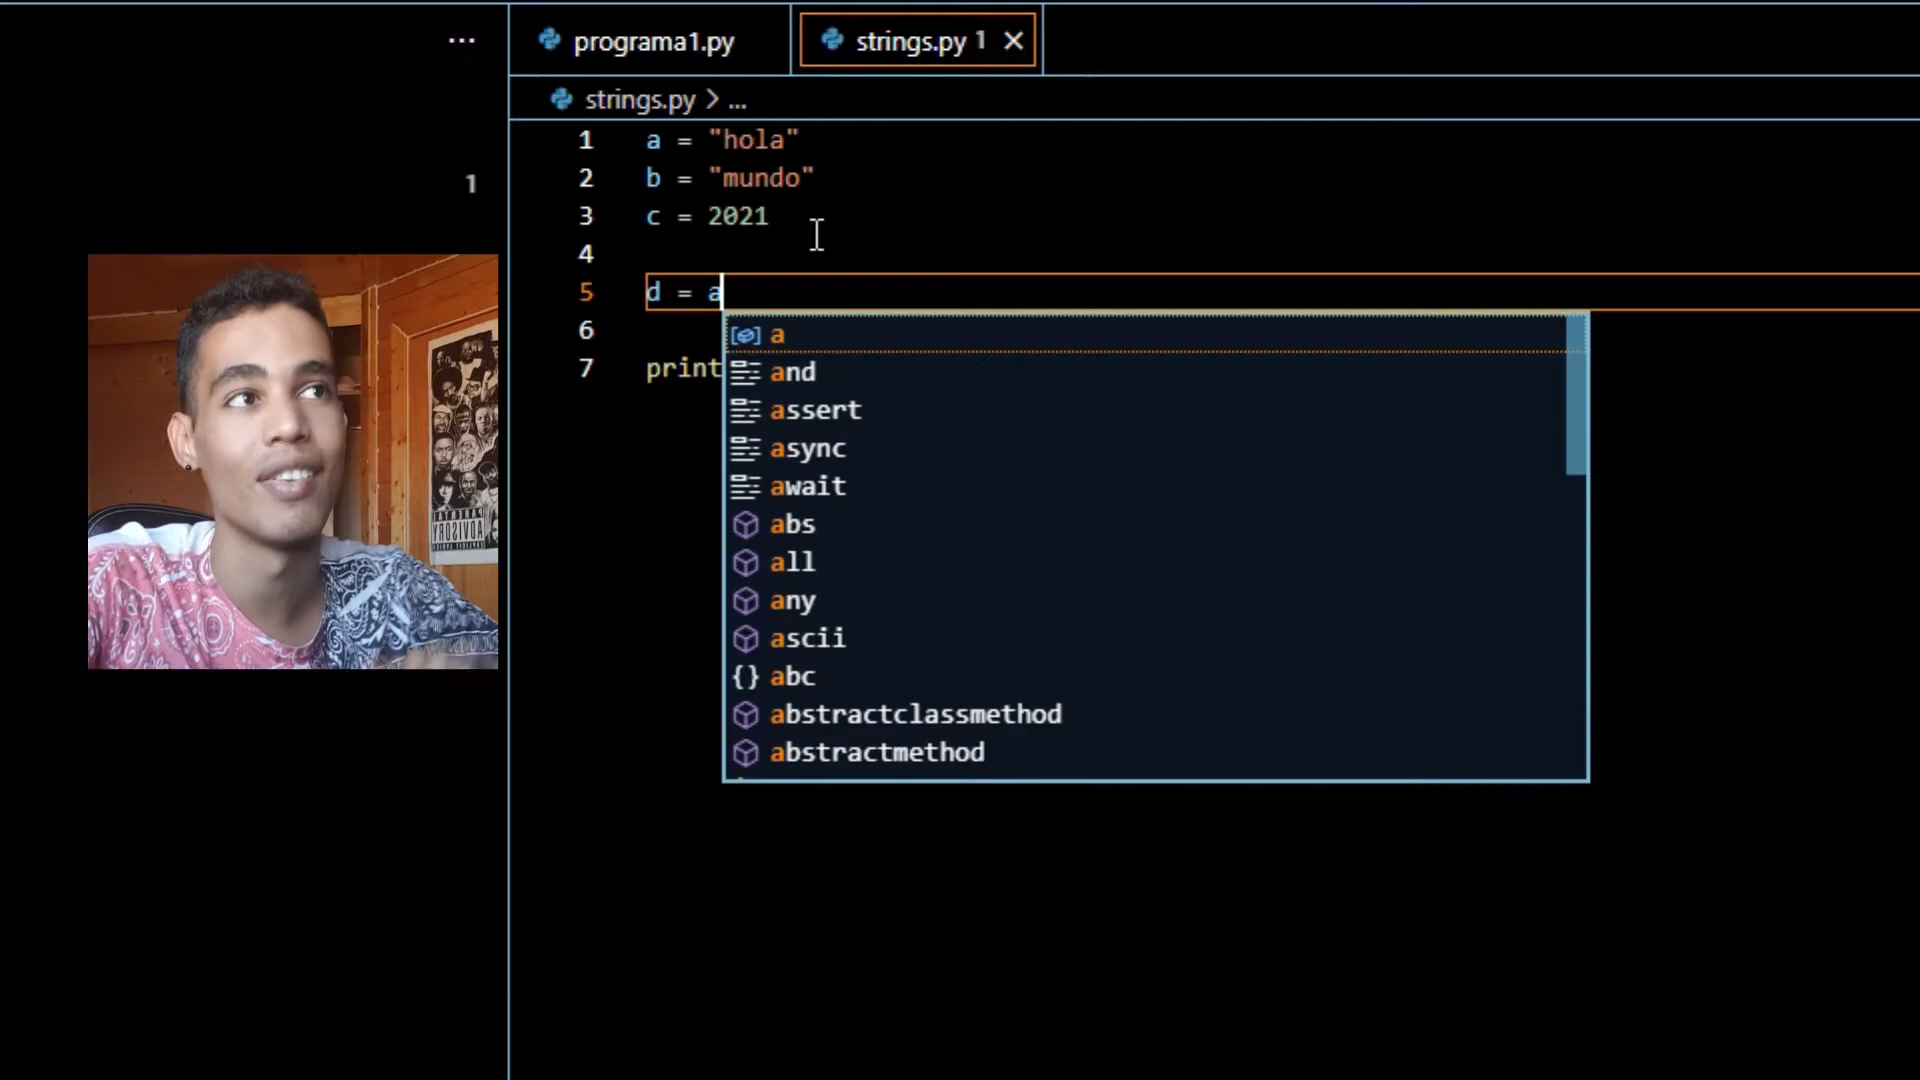 ...
programa1.py
strings.py 1
strings.py > ...
1
1 a = "hola"
2 b = "mundo"
3 c = 2021
4
5 d = a
6
7 print
a
and
assert
async
await
abs
all
any
ascii
{} abc
abstractclassmethod
abstractmethod